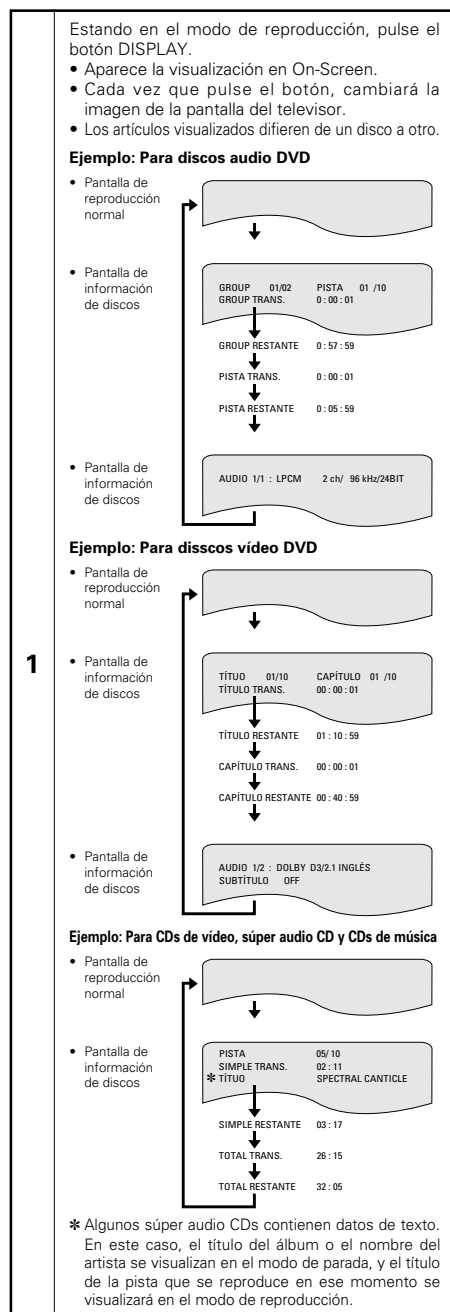 1
Estando en el modo de reproducción, pulse el
botón DISPLAY.
• Aparece la visualización en On-Screen.
• Cada vez que pulse el botón, cambiará la
imagen de la pantalla del televisor.
• Los artículos visualizados difieren de un disco a otro.
Ejemplo: Para discos audio DVD
• Pantalla de
reproducción
normal
• Pantalla de
información
de discos
GROUP 01/02 PISTA 01 /10
GROUP TRANS. 0 : 00 : 01
GROUP RESTANTE 0 : 57 : 59
PISTA TRANS. 0 : 00 : 01
PISTA RESTANTE 0 : 05 : 59
• Pantalla de
información
de discos
AUDIO 1/1 : LPCM 2 ch/ 96 kHz/24BIT
Ejemplo: Para disscos vídeo DVD
• Pantalla de
reproducción
normal
• Pantalla de
información
de discos
TÍTUO 01/10 CAPÍTULO 01 /10
TÍTULO TRANS. 00 : 00 : 01
TÍTULO RESTANTE 01 : 10 : 59
CAPÍTULO TRANS. 00 : 00 : 01
CAPÍTULO RESTANTE 00 : 40 : 59
• Pantalla de
información
de discos
AUDIO 1/2 : DOLBY D3/2.1 INGLÉS
SUBTÍTULO OFF
Ejemplo: Para CDs de vídeo, súper audio CD y CDs de música
• Pantalla de
reproducción
normal
• Pantalla de
información
de discos
PISTA 05/ 10
SIMPLE TRANS. 02 : 11
✻ TÍTUO SPECTRAL CANTICLE
SIMPLE RESTANTE 03 : 17
TOTAL TRANS. 26 : 15
TOTAL RESTANTE 32 : 05
✻ Algunos súper audio CDs contienen datos de texto.
En este caso, el título del álbum o el nombre del
artista se visualizan en el modo de parada, y el título
de la pista que se reproduce en ese momento se
visualizará en el modo de reproducción.